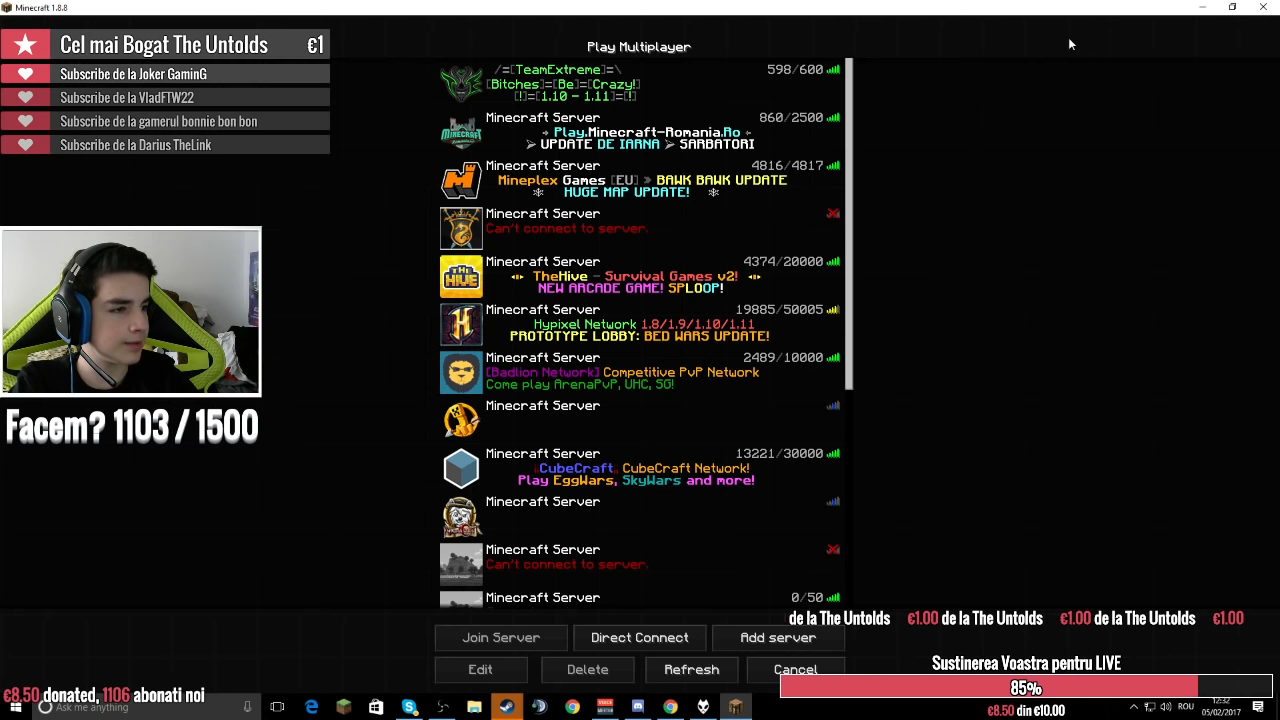 Minecraft 1.8.8
Cel mai Bogat The Untolds €1
Subscribe de la Joker GaminG
Subscribe de la VladFTW22
Subscribe de la gamerul bonnie bon bon
Subscribe de la Darius TheLink
Facem? 1103 / 1500
Play Multiplayer
/=[TeamExtreme]=\ 598/600
[Bitches]=[Be]=[Crazy!]
[!]=[1.10 - 1.11]=[!]
Minecraft Server 860/2500
Play.Minecraft-Romania.Ro
➢ UPDATE DE IARNA ➢ SARBATORI
Minecraft Server 4816/4817
Mineplex Games [EU] » BAWK BAWK UPDATE
HUGE MAP UPDATE!
Minecraft Server
Can't connect to server.
Minecraft Server 4374/20000
THE HIVE
TheHive - Survival Games v2!
NEW ARCADE GAME! SPLOOP!
Minecraft Server 19885/50005
Hypixel Network 1.8/1.9/1.10/1.11
PROTOTYPE LOBBY: BED WARS UPDATE!
Minecraft Server 2489/10000
[Badlion Network] Competitive PvP Network
Come play ArenaPvP, UHC, SG!
Minecraft Server
Minecraft Server 13221/30000
CubeCraft CubeCraft Network!
Play EggWars, SkyWars and more!
Minecraft Server
Minecraft Server
Can't connect to server.
Minecraft Server 0/50
Join Server Direct Connect Add server
Edit Delete Refresh Cancel
de la The Untolds €1.00 de la The Untolds €1.00 de la The Untolds €1.00
Sustinerea Voastra pentru LIVE
85%
€8.50 din €10.00
€8.50 donated, 1106 abonati noi
Ask me anything
ROU
12:32
05/02/2017